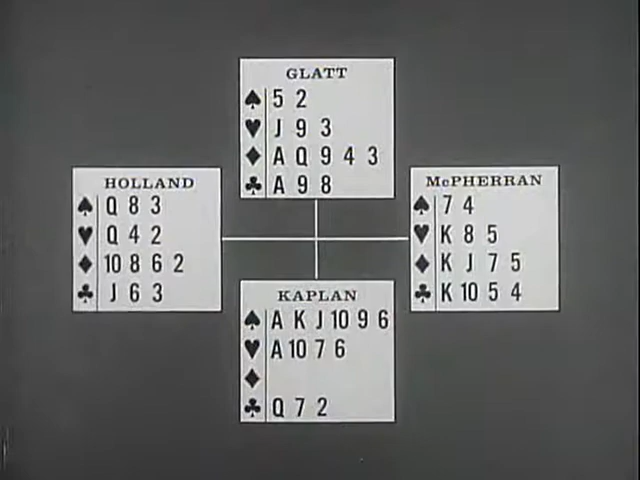 GLATT
♠ 5 2
♥ J 9 3
♦ A Q 9 4 3
♣ A 9 8
HOLLAND
♠ Q 8 3
♥ Q 4 2
♦ 10 8 6 2
♣ J 6 3
McPHERRAN
♠ 7 4
♥ K 8 5
♦ K J 7 5
♣ K 10 5 4
KAPLAN
♠ A K J 10 9 6
♥ A 10 7 6
♦
♣ Q 7 2